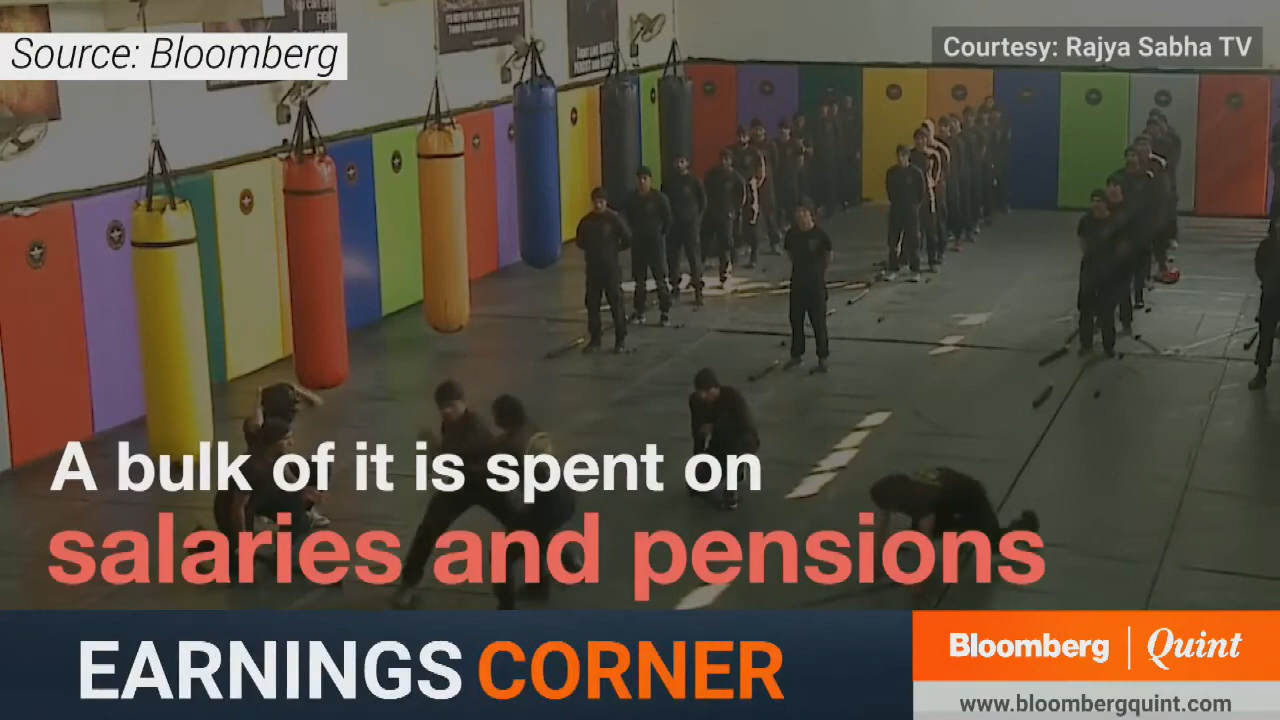 Source: Bloomberg
Courtesy: Rajya Sabha TV
A bulk of it is spent on
salaries and pensions
EARNINGS CORNER
Bloomberg | Quint
www.bloombergquint.com